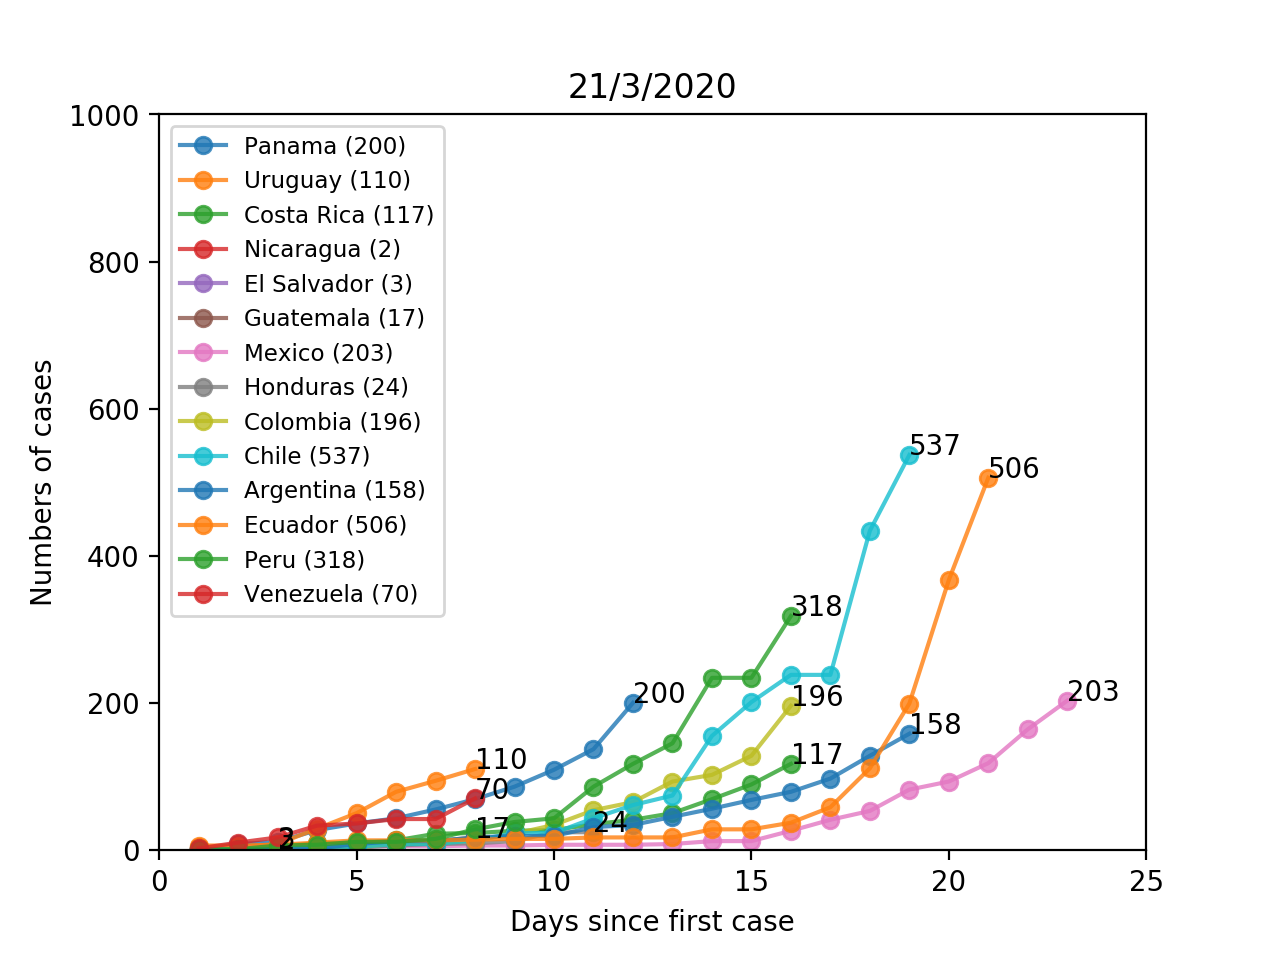 21/3/2020
1000
800
600
400
200
0
Numbers of cases
Panama (200)
Uruguay (110)
Costa Rica (117)
Nicaragua (2)
El Salvador (3)
Guatemala (17)
Mexico (203)
Honduras (24)
Colombia (196)
Chile (537)
Argentina (158)
Ecuador (506)
Peru (318)
Venezuela (70)
537
506
318
200
196
203
158
117
110
70
17
24
2
3
0 5 10 15 20 25
Days since first case